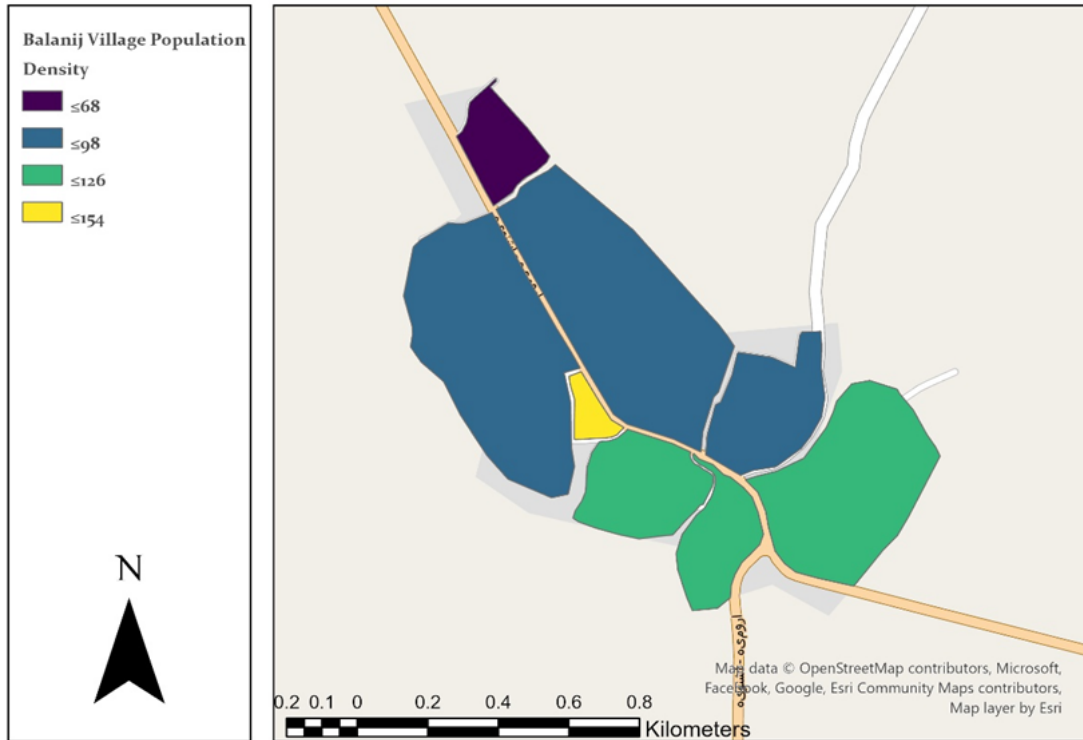 Balanij Village Population
Density
≤68
≤98
≤126
≤154
N
0.2 0.1 0 0.2 0.4 0.6 0.8
Kilometers
Map data © OpenStreetMap contributors, Microsoft,
Facebook, Google, Esri Community Maps contributors,
Map layer by Esri